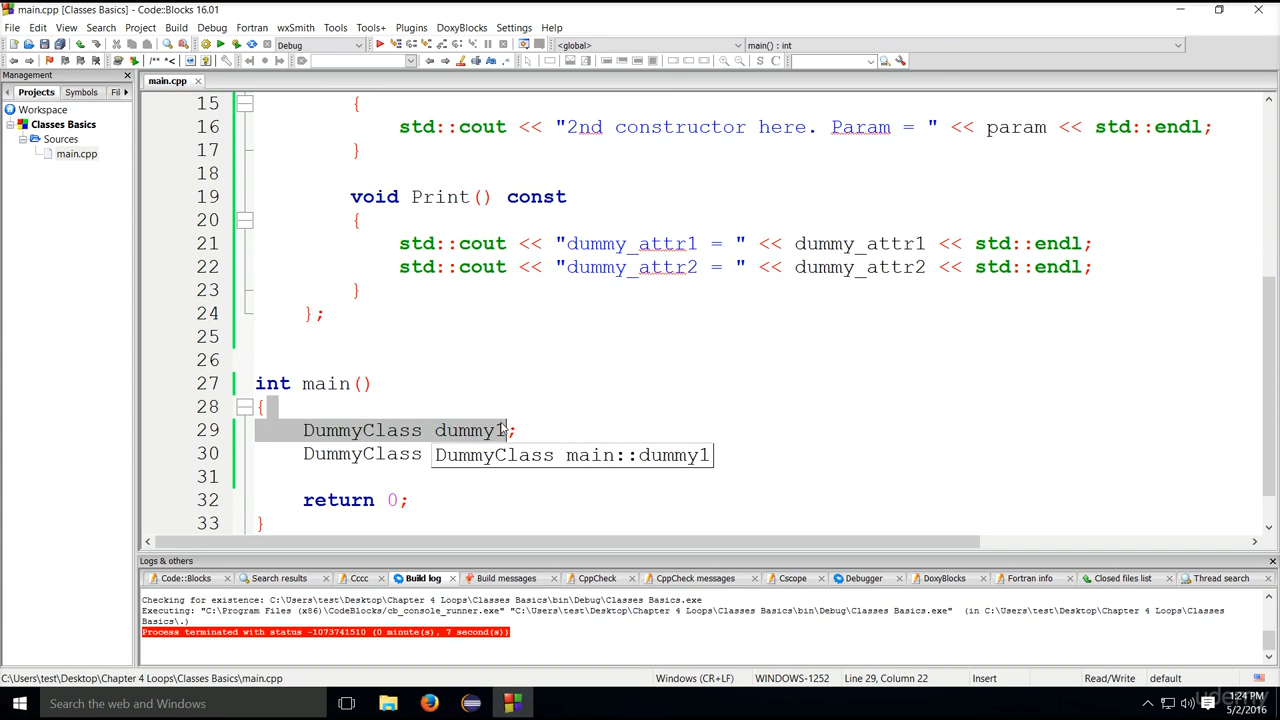 main.cpp [Classes Basics] - Code::Blocks 16.01
File Edit View Search Project Build Debug Fortran wxSmith Tools Tools+ Plugins DoxyBlocks Settings Help
Debug <global> main() : int
/** *<
Management
main.cpp
Projects Symbols Fil
Workspace
Classes Basics
Sources
main.cpp
15 {
16 std::cout << "2nd constructor here. Param = " << param << std::endl;
17 }
18
19 void Print() const
20 {
21 std::cout << "dummy_attr1 = " << dummy_attr1 << std::endl;
22 std::cout << "dummy_attr2 = " << dummy_attr2 << std::endl;
23 }
24 };
25
26
27 int main()
28 {
29 DummyClass dummy1;
30 DummyClass
DummyClass main::dummy1
31
32 return 0;
33 }
Logs & others
Code::Blocks Search results Cccc Build log Build messages CppCheck CppCheck messages Cscope Debugger DoxyBlocks Fortran info Closed files list Thread search
Checking for existence: C:\Users\test\Desktop\Chapter 4 Loops\Classes Basics\bin\Debug\Classes Basics.exe
Executing: "C:\Program Files (x86)\CodeBlocks/cb_console_runner.exe" "C:\Users\test\Desktop\Chapter 4 Loops\Classes Basics\bin\Debug\Classes Basics.exe" (in C:\Users\test\Desktop\Chapter 4 Loops\Classes
Basics\.)
Process terminated with status -1073741510 (0 minute(s), 7 second(s))
C:\Users\test\Desktop\Chapter 4 Loops\Classes Basics\main.cpp Windows (CR+LF) WINDOWS-1252 Line 29, Column 22 Insert Read/Write default
Search the web and Windows
1:24 PM
5/2/2016
udemy